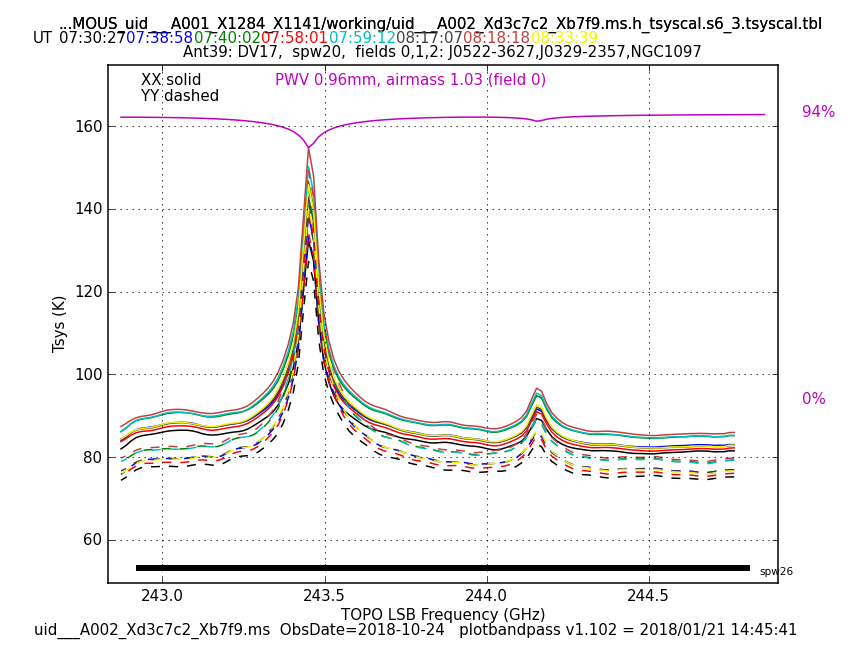 ...MOUS_uid___A001_X1284_X1141/working/uid___A002_Xd3c7c2_Xb7f9.ms.h_tsyscal.s6_3.tsyscal.tbl
UT 07:30:27 07:38:58 07:40:02 07:58:01 07:59:12 08:17:07 08:18:18 08:33:39
Ant39: DV17, spw20, fields 0,1,2: J0522-3627,J0329-2357,NGC1097
XX solid
YY dashed
PWV 0.96mm, airmass 1.03 (field 0)
94%
0%
160
140
120
100
80
60
Tsys (K)
spw26
243.0 243.5 244.0 244.5
TOPO LSB Frequency (GHz)
uid___A002_Xd3c7c2_Xb7f9.ms ObsDate=2018-10-24 plotbandpass v1.102 = 2018/01/21 14:45:41